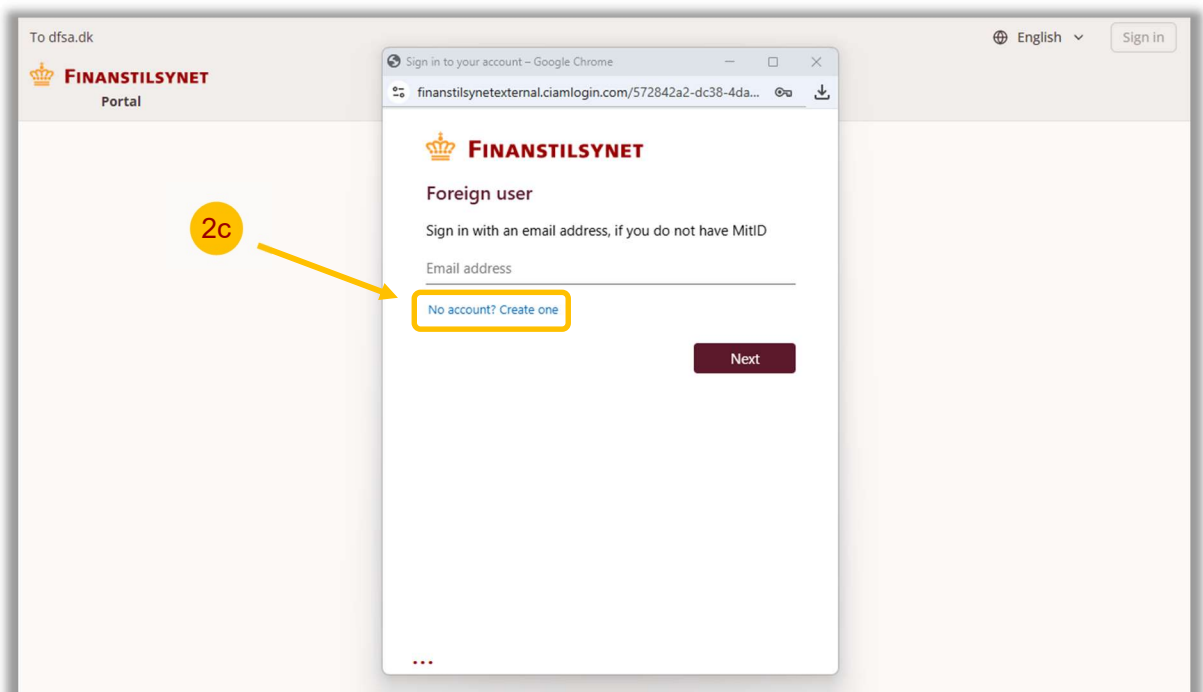 To dfsa.dk
English
Sign in
FINANSTILSYNET
Portal
Sign in to your account – Google Chrome
finanstilsynetexternal.ciamlogin.com/572842a2-dc38-4da...
FINANSTILSYNET
Foreign user
Sign in with an email address, if you do not have MitID
Email address
No account? Create one
Next
2c
...